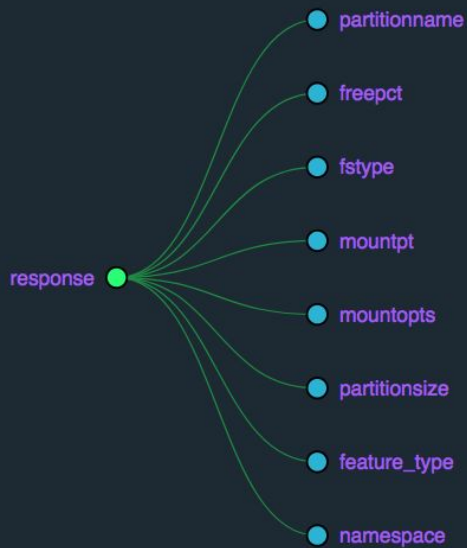 partitionname
freepct
fstype
mountpt
response
mountopts
partitionsize
feature_type
namespace